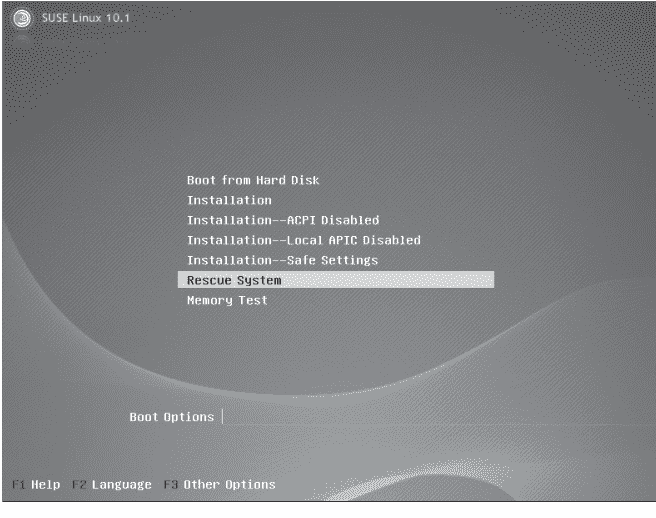 SUSE Linux 10.1
Boot from Hard Disk
Installation
Installation--ACPI Disabled
Installation--Local APIC Disabled
Installation--Safe Settings
Rescue System
Memory Test
Boot Options
F1 Help F2 Language F3 Other Options